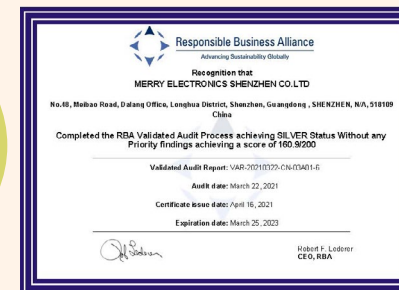 Responsible Business Alliance
Advancing Sustainability Globally
Recognition that
MERRY ELECTRONICS SHENZHEN CO.LTD
No.48, Meibao Road, Dalang Office, Longhua District, Shenzhen, Guangdong , SHENZHEN, N/A, 518109
China
Completed the RBA Validated Audit Process achieving SILVER Status Without any
Priority findings achieving a score of 160.9/200
Validated Audit Report: VAR-20210322-CN-03A01-6
Audit date: March 22, 2021
Certificate issue date: April 16, 2021
Expiration date: March 25, 2023
Robert F. Lederer
CEO, RBA